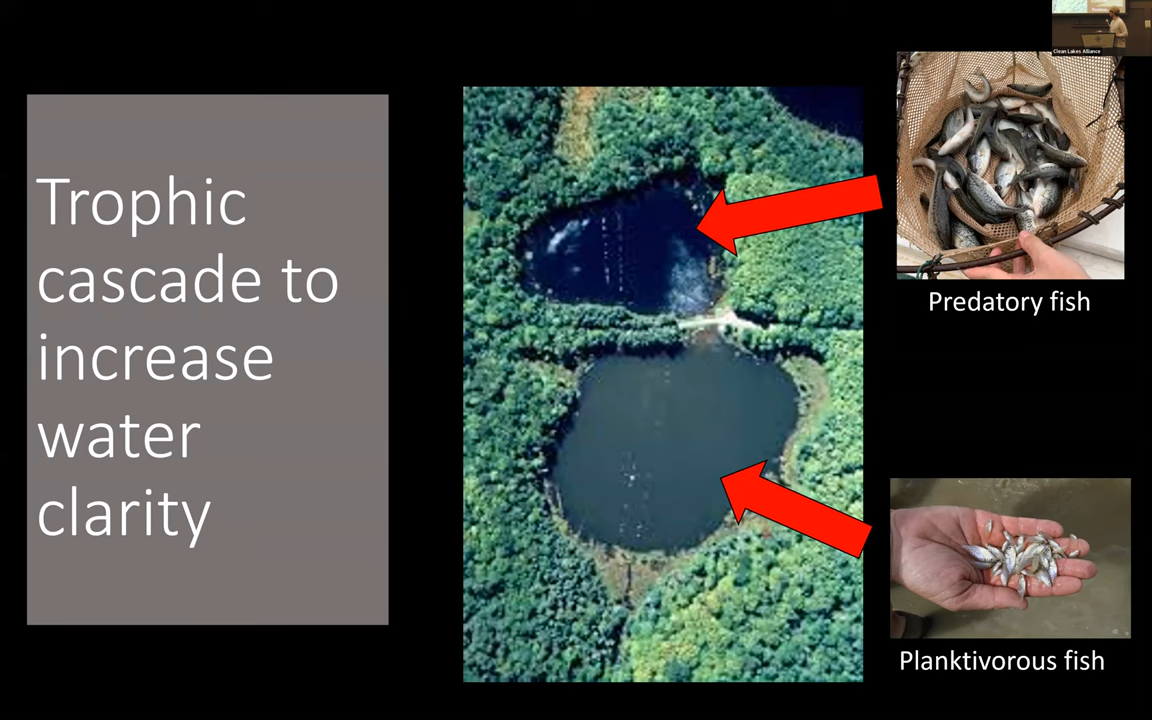 Trophic
cascade to
increase
water
clarity
Predatory fish
Planktivorous fish
Clean Lakes Alliance